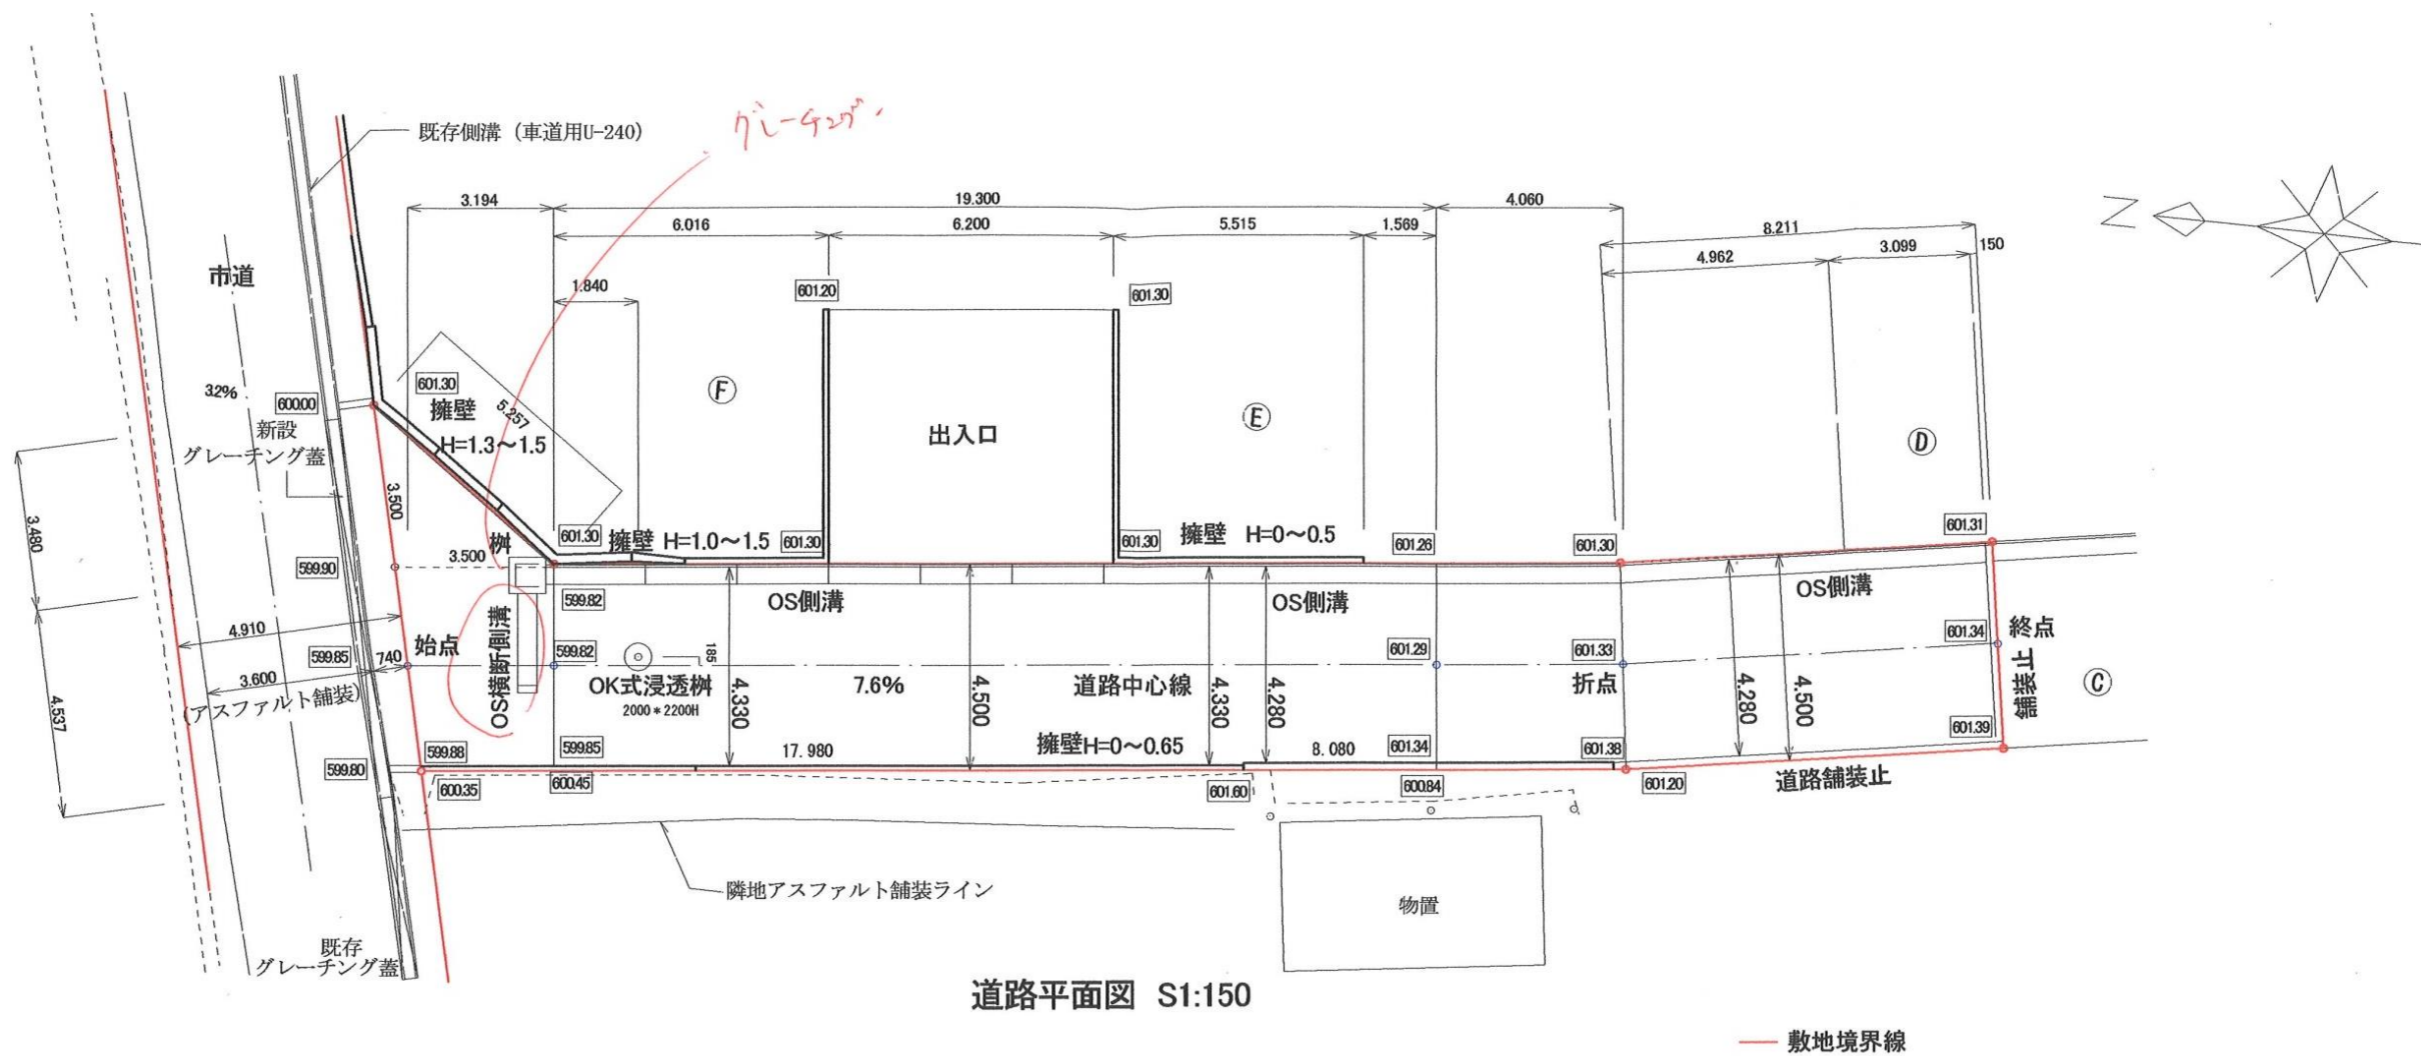 グレーチング
既存側溝（車道用U-240）
3.194
19.300
4.060
6.016
6.200
5.515
1.569
8.211
4.962
3.099
150
N
市道
1.840
601.20
601.30
3.2%
600.00
601.30
擁壁
H=1.3～1.5
5.257
Ⓕ
出入口
Ⓔ
Ⓓ
新設
グレーチング蓋
3.500
3.480
599.90
桝
3.500
601.30
擁壁 H=1.0～1.5
601.30
601.30
擁壁 H=0～0.5
601.26
601.30
601.31
599.82
OS側溝
OS側溝
OS側溝
4.910
始点
OS横断側溝
599.82
185
601.29
601.33
601.34
終点
599.85
740
3.600
(アスファルト舗装)
OK式浸透桝
2000*2200H
4.330
7.6%
4.500
道路中心線
4.330
4.280
折点
4.280
4.500
舗装止
Ⓒ
4.537
599.88
599.85
17.980
擁壁H=0～0.65
8.080
601.34
601.38
601.39
599.80
600.35
600.45
601.60
600.84
601.20
道路舗装止
隣地アスファルト舗装ライン
物置
既存
グレーチング蓋
道路平面図 S1:150
敷地境界線